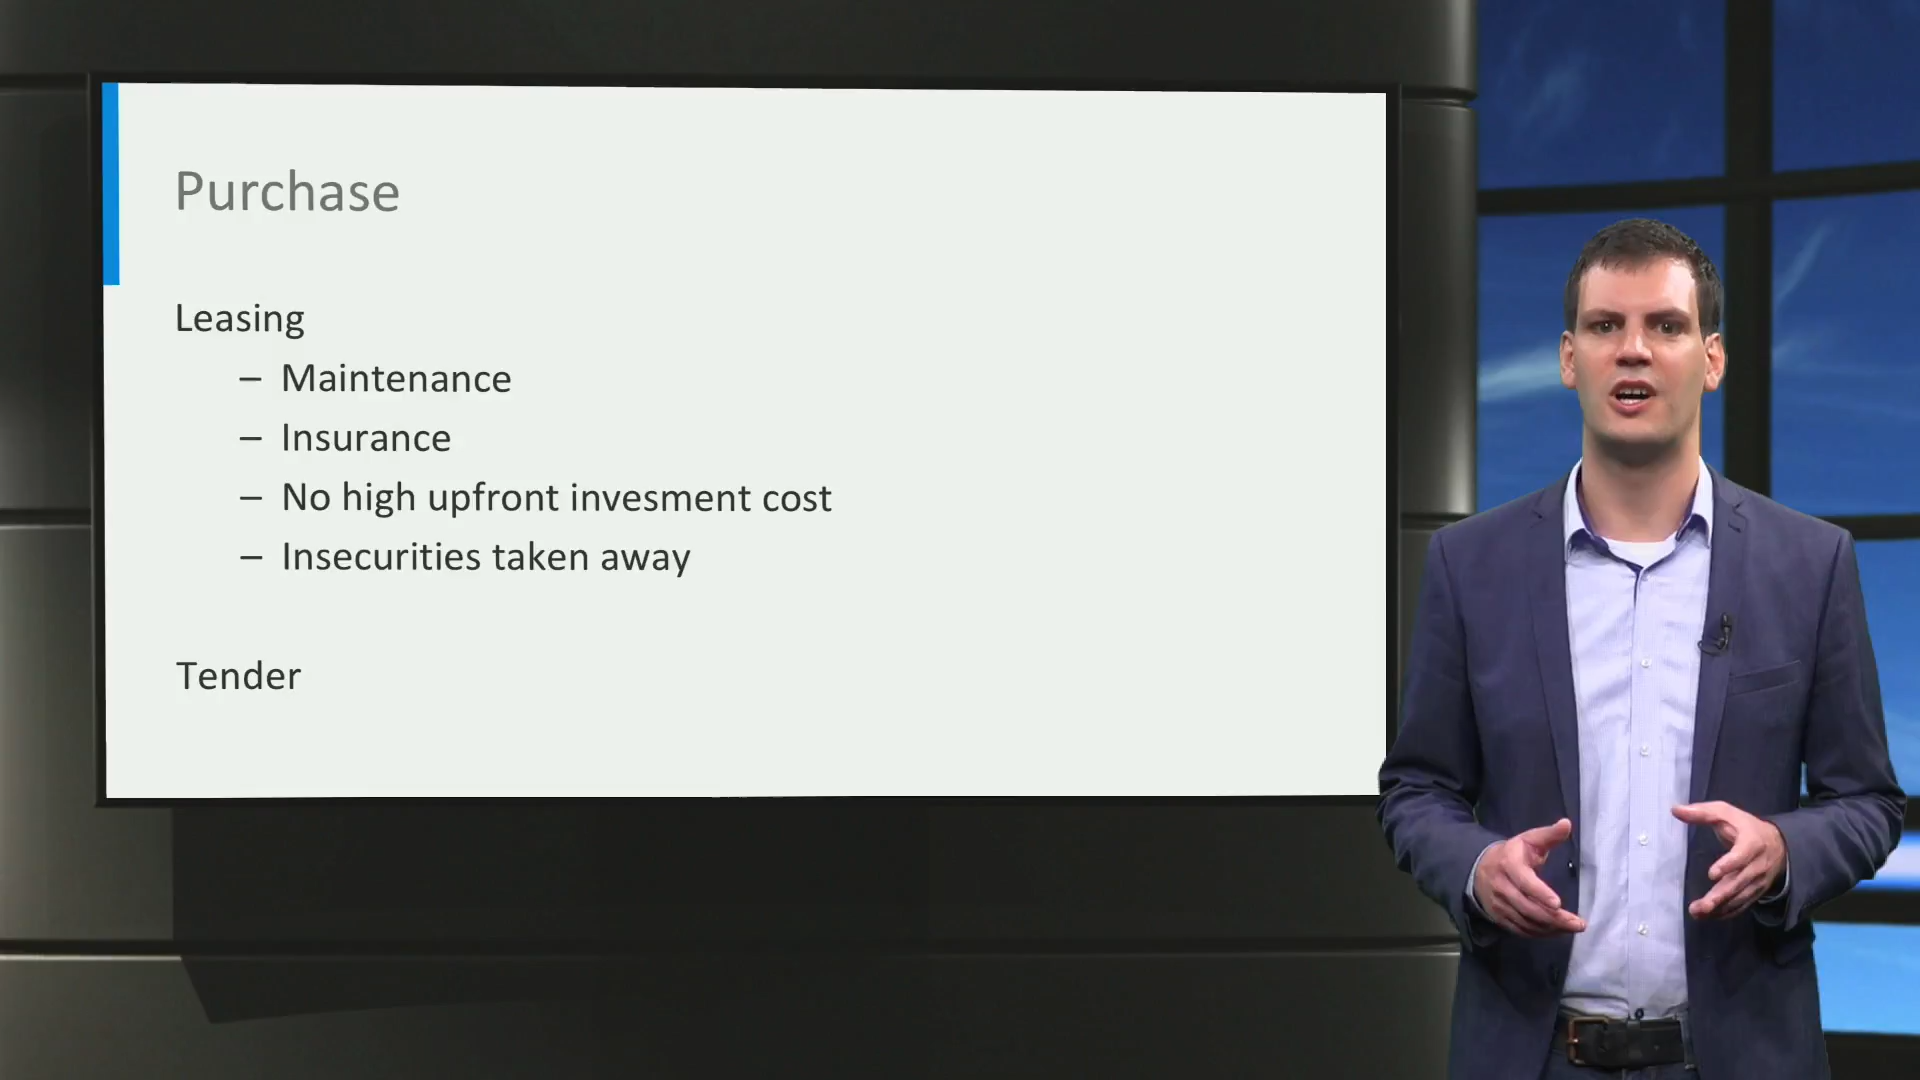 Purchase
Leasing
– Maintenance
– Insurance
– No high upfront invesment cost
– Insecurities taken away
Tender